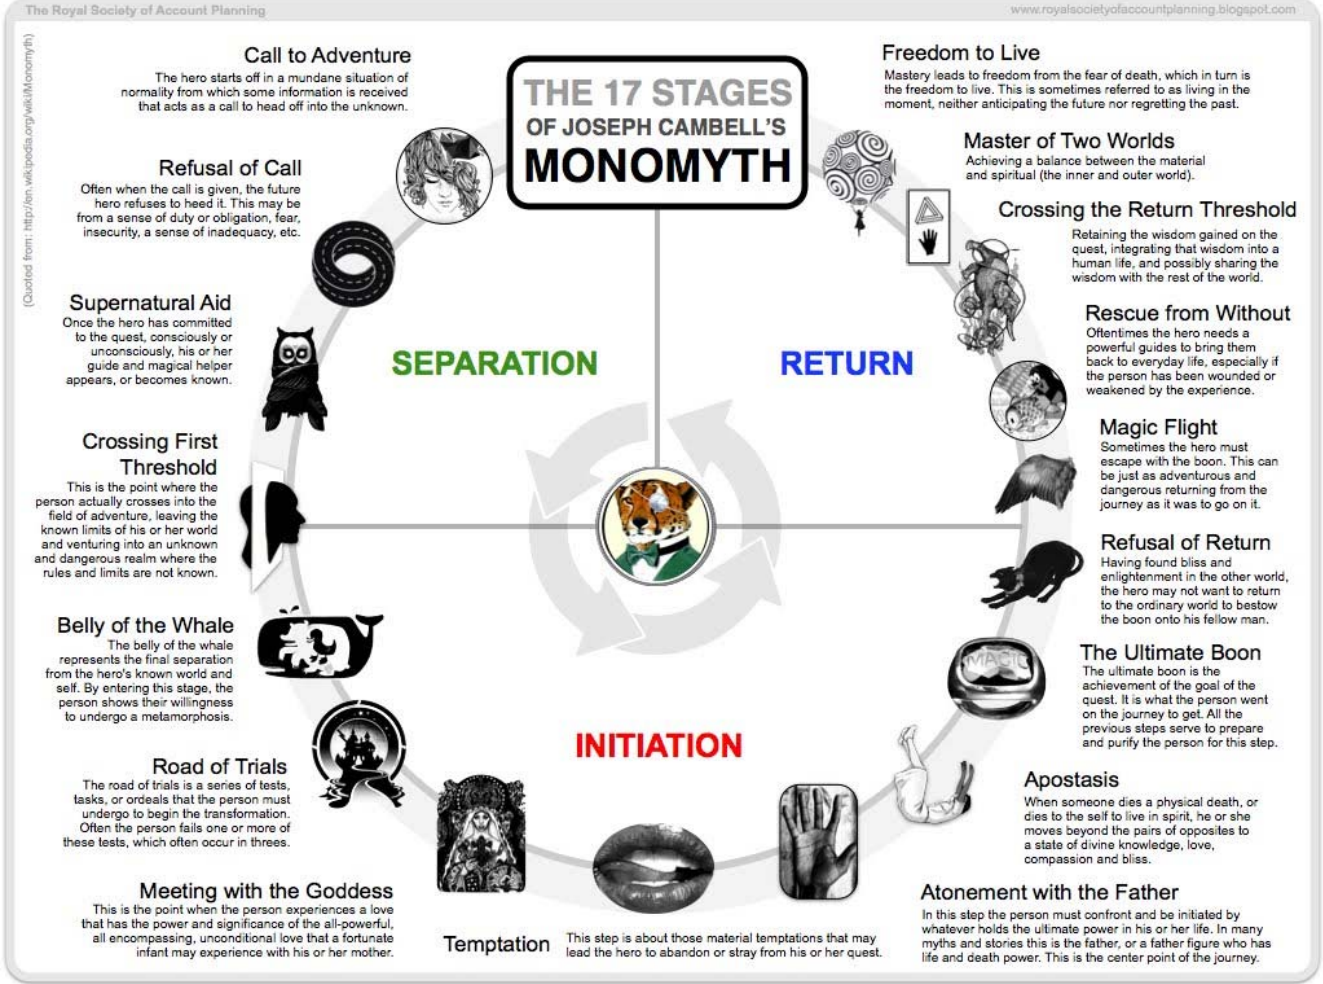 The Royal Society of Account Planning
www.royalsocietyofaccountplanning.blogspot.com
(Quoted from: http://en.wikipedia.org/wiki/Monomyth)
THE 17 STAGES
OF JOSEPH CAMBELL'S
MONOMYTH
Call to Adventure
The hero starts off in a mundane situation of
normality from which some information is received
that acts as a call to head off into the unknown.
Refusal of Call
Often when the call is given, the future
hero refuses to heed it. This may be
from a sense of duty or obligation, fear,
insecurity, a sense of inadequacy, etc.
Supernatural Aid
Once the hero has committed
to the quest, consciously or
unconsciously, his or her
guide and magical helper
appears, or becomes known.
Crossing First
Threshold
This is the point where the
person actually crosses into the
field of adventure, leaving the
known limits of his or her world
and venturing into an unknown
and dangerous realm where the
rules and limits are not known.
Belly of the Whale
The belly of the whale
represents the final separation
from the hero's known world and
self. By entering this stage, the
person shows their willingness
to undergo a metamorphosis.
Road of Trials
The road of trials is a series of tests,
tasks, or ordeals that the person must
undergo to begin the transformation.
Often the person fails one or more of
these tests, which often occur in threes.
Meeting with the Goddess
This is the point when the person experiences a love
that has the power and significance of the all-powerful,
all encompassing, unconditional love that a fortunate
infant may experience with his or her mother.
Temptation
This step is about those material temptations that may
lead the hero to abandon or stray from his or her quest.
SEPARATION
RETURN
INITIATION
Freedom to Live
Mastery leads to freedom from the fear of death, which in turn is
the freedom to live. This is sometimes referred to as living in the
moment, neither anticipating the future nor regretting the past.
Master of Two Worlds
Achieving a balance between the material
and spiritual (the inner and outer world).
Crossing the Return Threshold
Retaining the wisdom gained on the
quest, integrating that wisdom into a
human life, and possibly sharing the
wisdom with the rest of the world.
Rescue from Without
Oftentimes the hero needs a
powerful guides to bring them
back to everyday life, especially if
the person has been wounded or
weakened by the experience.
Magic Flight
Sometimes the hero must
escape with the boon. This can
be just as adventurous and
dangerous returning from the
journey as it was to go on it.
Refusal of Return
Having found bliss and
enlightenment in the other world,
the hero may not want to return
to the ordinary world to bestow
the boon onto his fellow man.
The Ultimate Boon
The ultimate boon is the
achievement of the goal of the
quest. It is what the person went
on the journey to get. All the
previous steps serve to prepare
and purify the person for this step.
MAGIC
Apostasis
When someone dies a physical death, or
dies to the self to live in spirit, he or she
moves beyond the pairs of opposites to
a state of divine knowledge, love,
compassion and bliss.
Atonement with the Father
In this step the person must confront and be initiated by
whatever holds the ultimate power in his or her life. In many
myths and stories this is the father, or a father figure who has
life and death power. This is the center point of the journey.